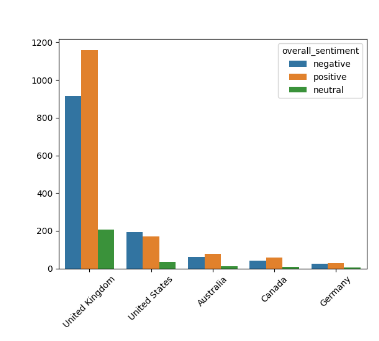 1200
1000
800
600
400
200
0
overall_sentiment
negative
positive
neutral
United Kingdom
United States
Australia
Canada
Germany